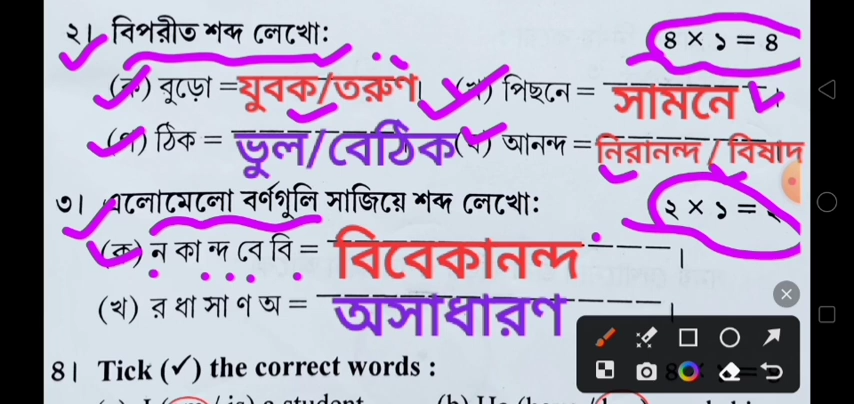 ২। বিপরীত শব্দ লেখো: ৪ × ১ = ৪
(ক) বুড়ো = যুবক/তরুণ। (খ) পিছনে = সামনে।
(গ) ঠিক = ভুল/বেঠিক (ঘ) আনন্দ = নিরানন্দ / বিষাদ
৩। এলোমেলো বর্ণগুলি সাজিয়ে শব্দ লেখো: ২ × ১ =
(ক) ন কা ন্দ বে বি = বিবেকানন্দ।
(খ) র ধা সা ণ অ = অসাধারণ।
৪। Tick (✓) the correct words :
a student